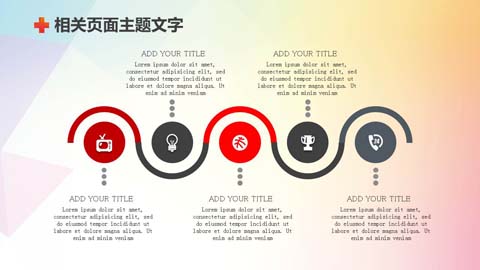 相关页面主题文字
ADD YOUR TITLE
Lorem ipsum dolor sit amet,
consectetur adipisicing elit, sed
do eiusmod tempor incididunt ut
labore et dolore magna aliqua. Ut
enim ad minim veniam
ADD YOUR TITLE
Lorem ipsum dolor sit amet,
consectetur adipisicing elit, sed
do eiusmod tempor incididunt ut
labore et dolore magna aliqua. Ut
enim ad minim veniam
24
ADD YOUR TITLE
Lorem ipsum dolor sit amet,
consectetur adipisicing elit, sed
do eiusmod tempor incididunt ut
labore et dolore magna aliqua. Ut
enim ad minim veniam
ADD YOUR TITLE
Lorem ipsum dolor sit amet,
consectetur adipisicing elit, sed
do eiusmod tempor incididunt ut
labore et dolore magna aliqua. Ut
enim ad minim veniam
ADD YOUR TITLE
Lorem ipsum dolor sit amet,
consectetur adipisicing elit, sed
do eiusmod tempor incididunt ut
labore et dolore magna aliqua. Ut
enim ad minim veniam